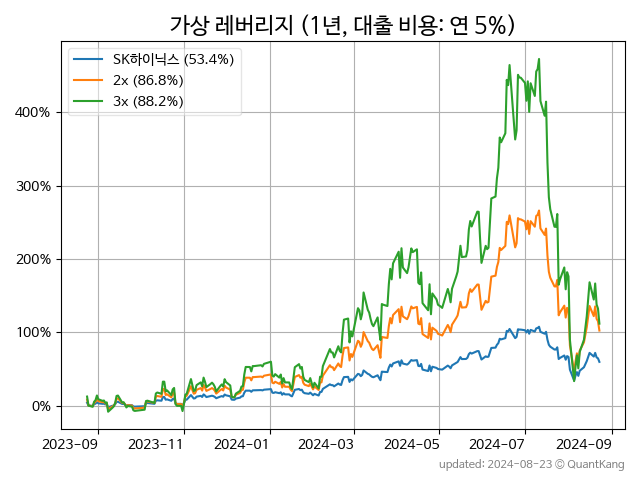 가상 레버리지 (1년, 대출 비용: 연 5%)
SK하이닉스 (53.4%)
2x (86.8%)
3x (88.2%)
400%
300%
200%
100%
0%
2023-09 2023-11 2024-01 2024-03 2024-05 2024-07 2024-09
updated: 2024-08-23 © QuantKang